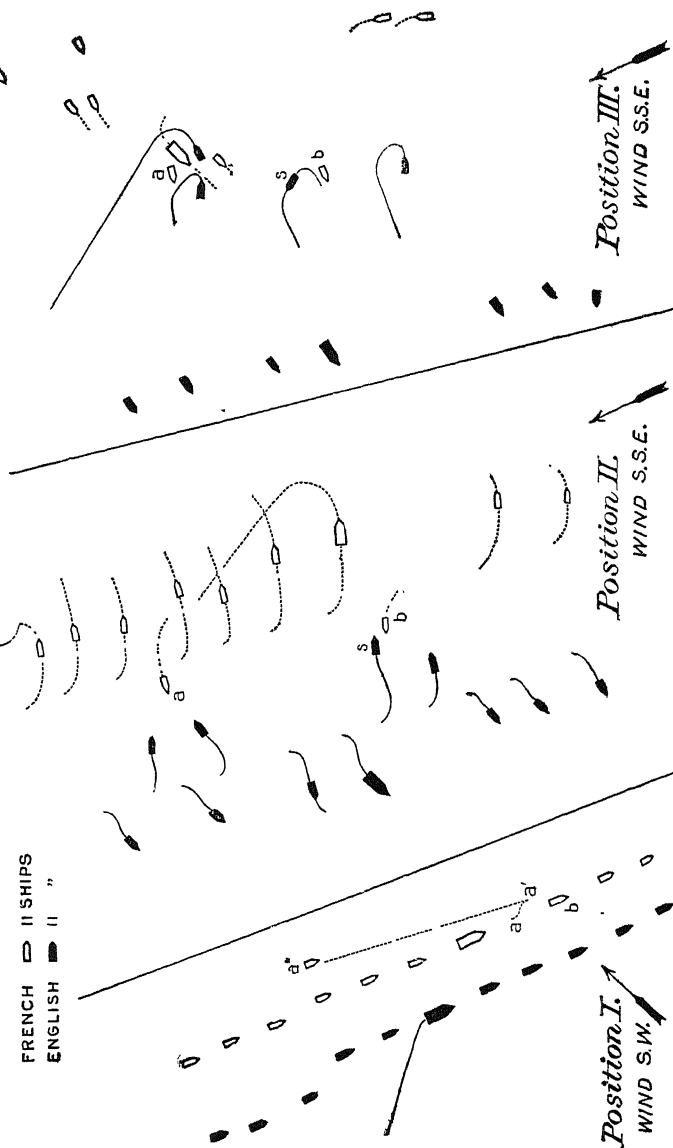 FRENCH 11 SHIPS
ENGLISH 11 "
Position I.
WIND S.W.
a"
a
a'
b
Position II.
WIND S.S.E.
a
s
b
Position III.
WIND S.S.E.
a
s
b